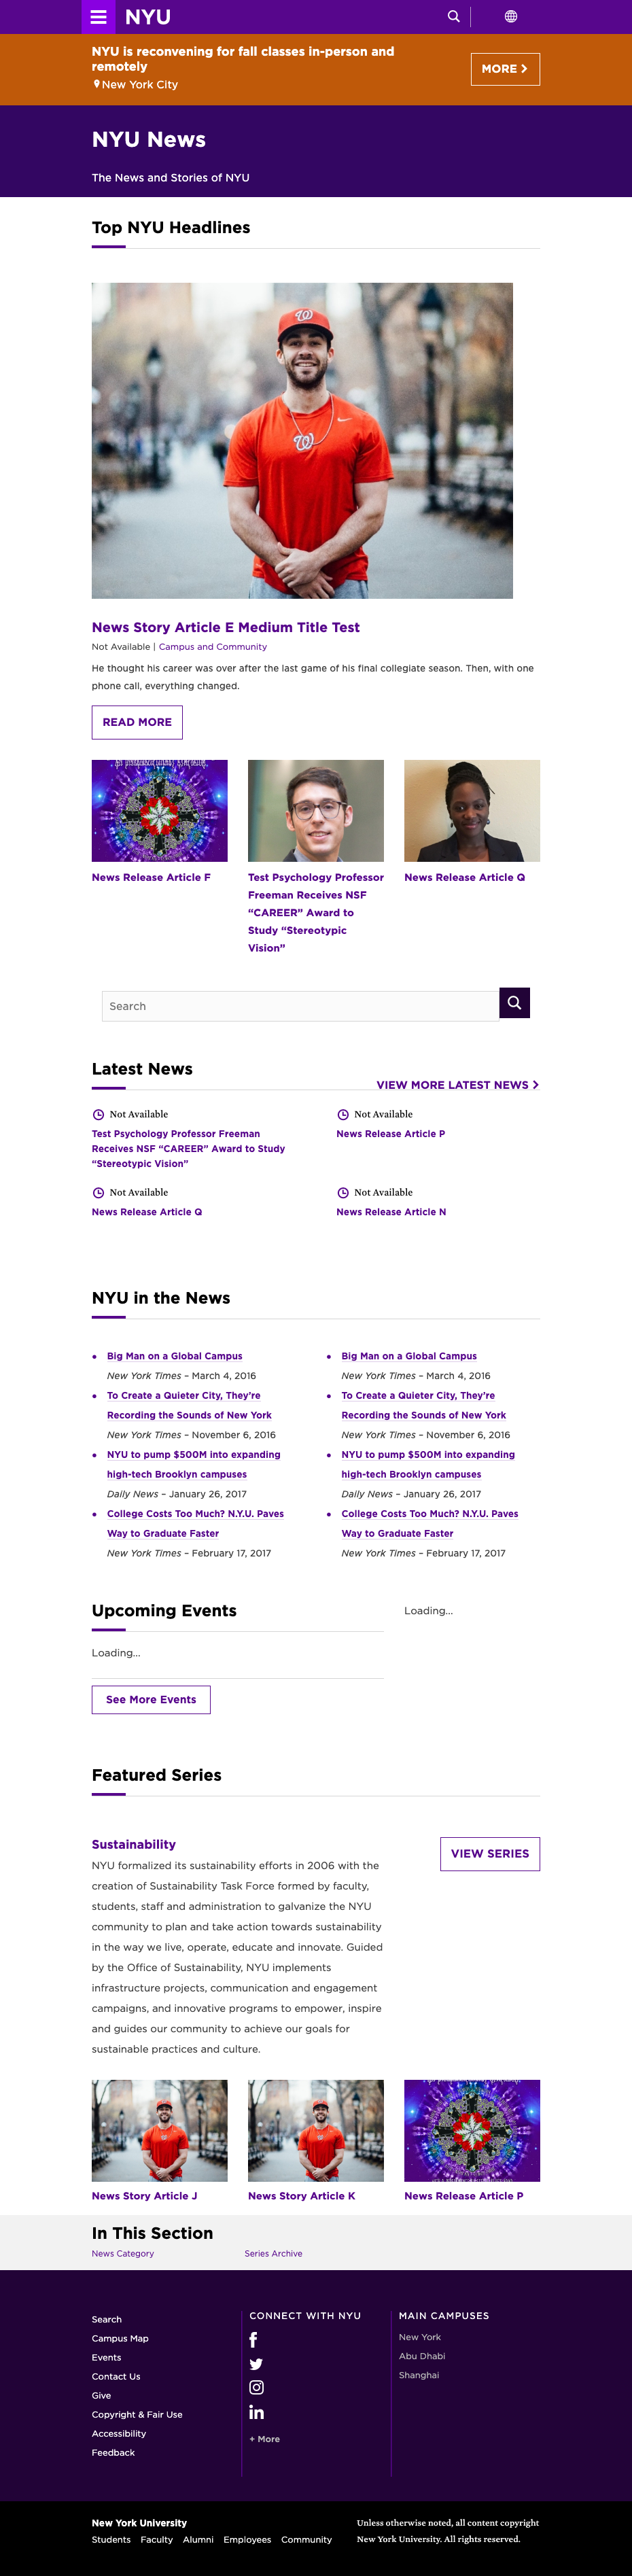 NYU
NYU is reconvening for fall classes in-person and
remotely
New York City
MORE
NYU News
The News and Stories of NYU
Top NYU Headlines
W
W
News Story Article E Medium Title Test
Not Available | Campus and Community
He thought his career was over after the last game of his final collegiate season. Then, with one
phone call, everything changed.
READ MORE
News Release Article F
Test Psychology Professor
Freeman Receives NSF
“CAREER” Award to
Study “Stereotypic
Vision”
News Release Article Q
Search
Latest News
VIEW MORE LATEST NEWS
Not Available
Test Psychology Professor Freeman
Receives NSF “CAREER” Award to Study
“Stereotypic Vision”
Not Available
News Release Article P
Not Available
News Release Article Q
Not Available
News Release Article N
NYU in the News
Big Man on a Global Campus
New York Times – March 4, 2016
To Create a Quieter City, They’re
Recording the Sounds of New York
New York Times – November 6, 2016
NYU to pump $500M into expanding
high-tech Brooklyn campuses
Daily News – January 26, 2017
College Costs Too Much? N.Y.U. Paves
Way to Graduate Faster
New York Times – February 17, 2017
Big Man on a Global Campus
New York Times – March 4, 2016
To Create a Quieter City, They’re
Recording the Sounds of New York
New York Times – November 6, 2016
NYU to pump $500M into expanding
high-tech Brooklyn campuses
Daily News – January 26, 2017
College Costs Too Much? N.Y.U. Paves
Way to Graduate Faster
New York Times – February 17, 2017
Upcoming Events
Loading...
See More Events
Loading...
Featured Series
Sustainability
VIEW SERIES
NYU formalized its sustainability efforts in 2006 with the
creation of Sustainability Task Force formed by faculty,
students, staff and administration to galvanize the NYU
community to plan and take action towards sustainability
in the way we live, operate, educate and innovate. Guided
by the Office of Sustainability, NYU implements
infrastructure projects, communication and engagement
campaigns, and innovative programs to empower, inspire
and guides our community to achieve our goals for
sustainable practices and culture.
News Story Article J
News Story Article K
News Release Article P
In This Section
News Category
Series Archive
Search
Campus Map
Events
Contact Us
Give
Copyright & Fair Use
Accessibility
Feedback
CONNECT WITH NYU
+ More
MAIN CAMPUSES
New York
Abu Dhabi
Shanghai
New York University
Students Faculty Alumni Employees Community
Unless otherwise noted, all content copyright
New York University. All rights reserved.